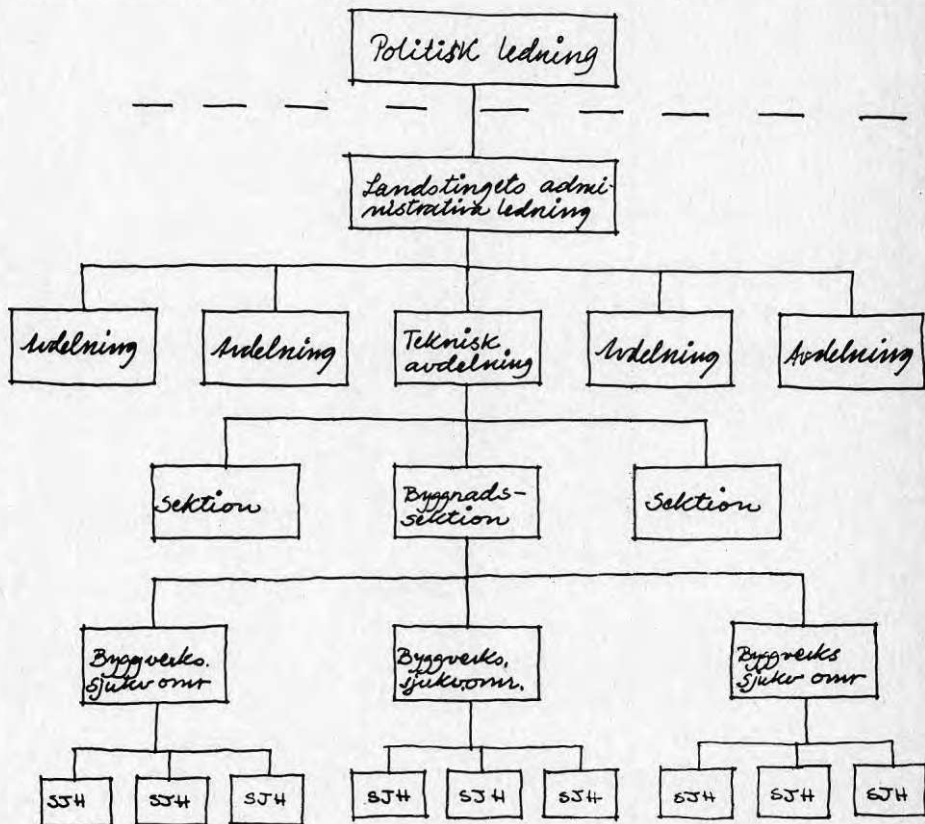 Politisk ledning
Landstingets admi-
nistrativa ledning
Avdelning
Avdelning
Teknisk
avdelning
Avdelning
Avdelning
Sektion
Byggnads-
sektion
Sektion
Byggverks.
sjukv omr
Byggverks.
sjukv.omr.
Byggverks
sjukv omr
SJH
SJH
SJH
SJH
SJH
SJH
SJH
SJH
SJH